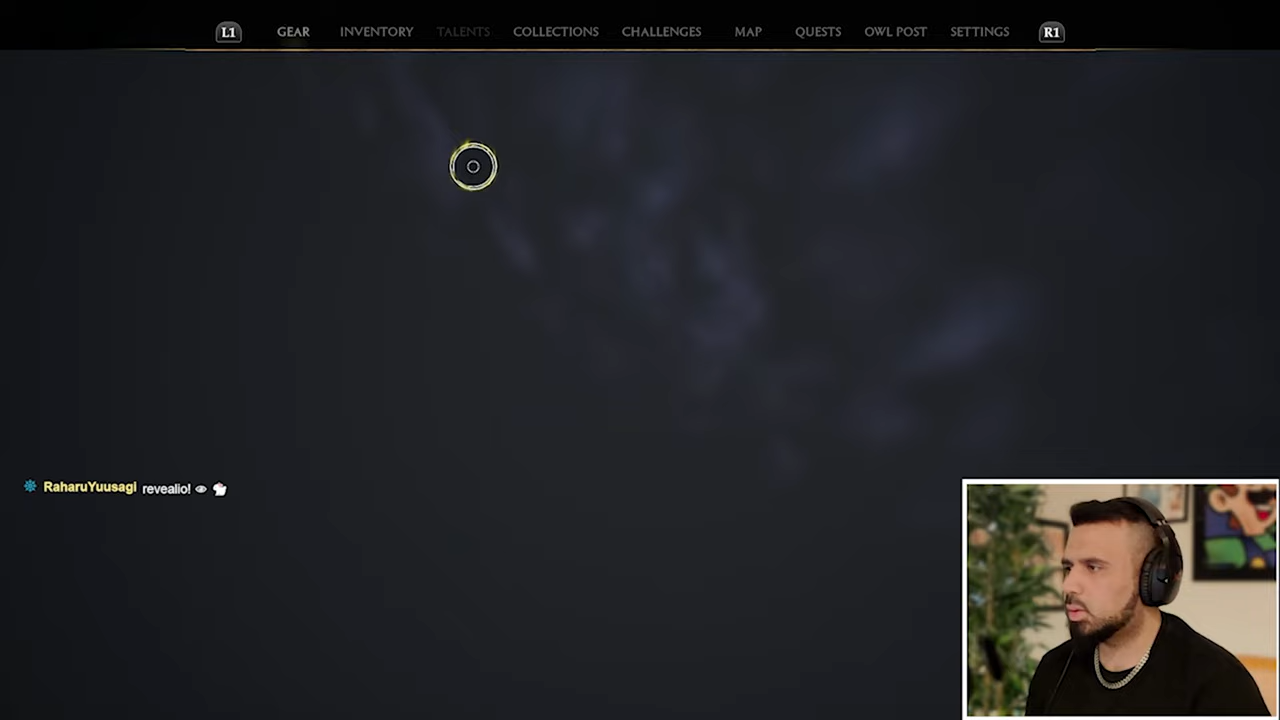 L1 GEAR INVENTORY TALENTS COLLECTIONS CHALLENGES MAP QUESTS OWL POST SETTINGS R1
RaharuYuusagi revealio!